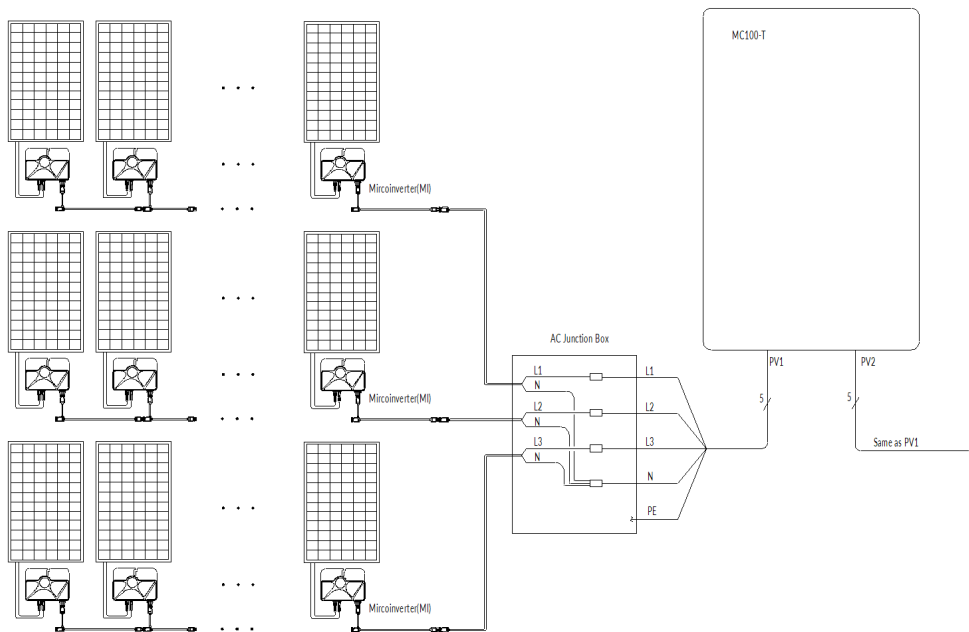 MC100-T
Mircoinverter(MI)
Mircoinverter(MI)
Mircoinverter(MI)
AC Junction Box
L1
N
L2
N
L3
N
L1
L2
L3
N
PE
PV1
PV2
5
5
Same as PV1